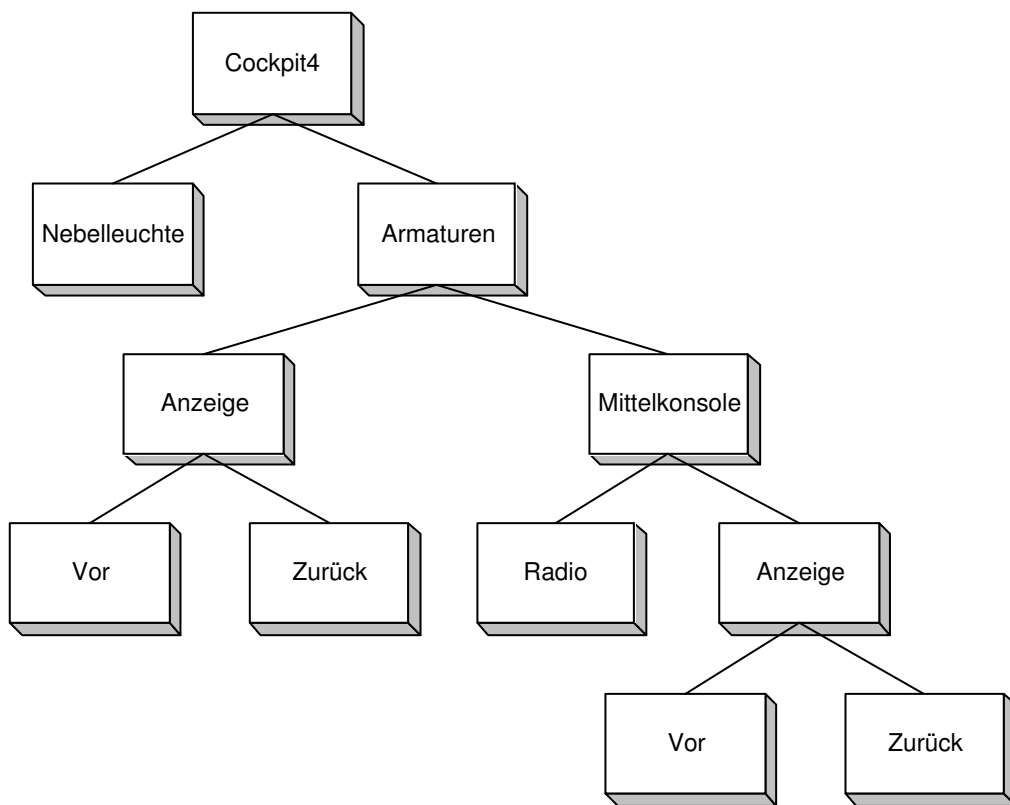 Cockpit4
Nebelleuchte
Armaturen
Anzeige
Mittelkonsole
Vor
Zurück
Radio
Anzeige
Vor
Zurück